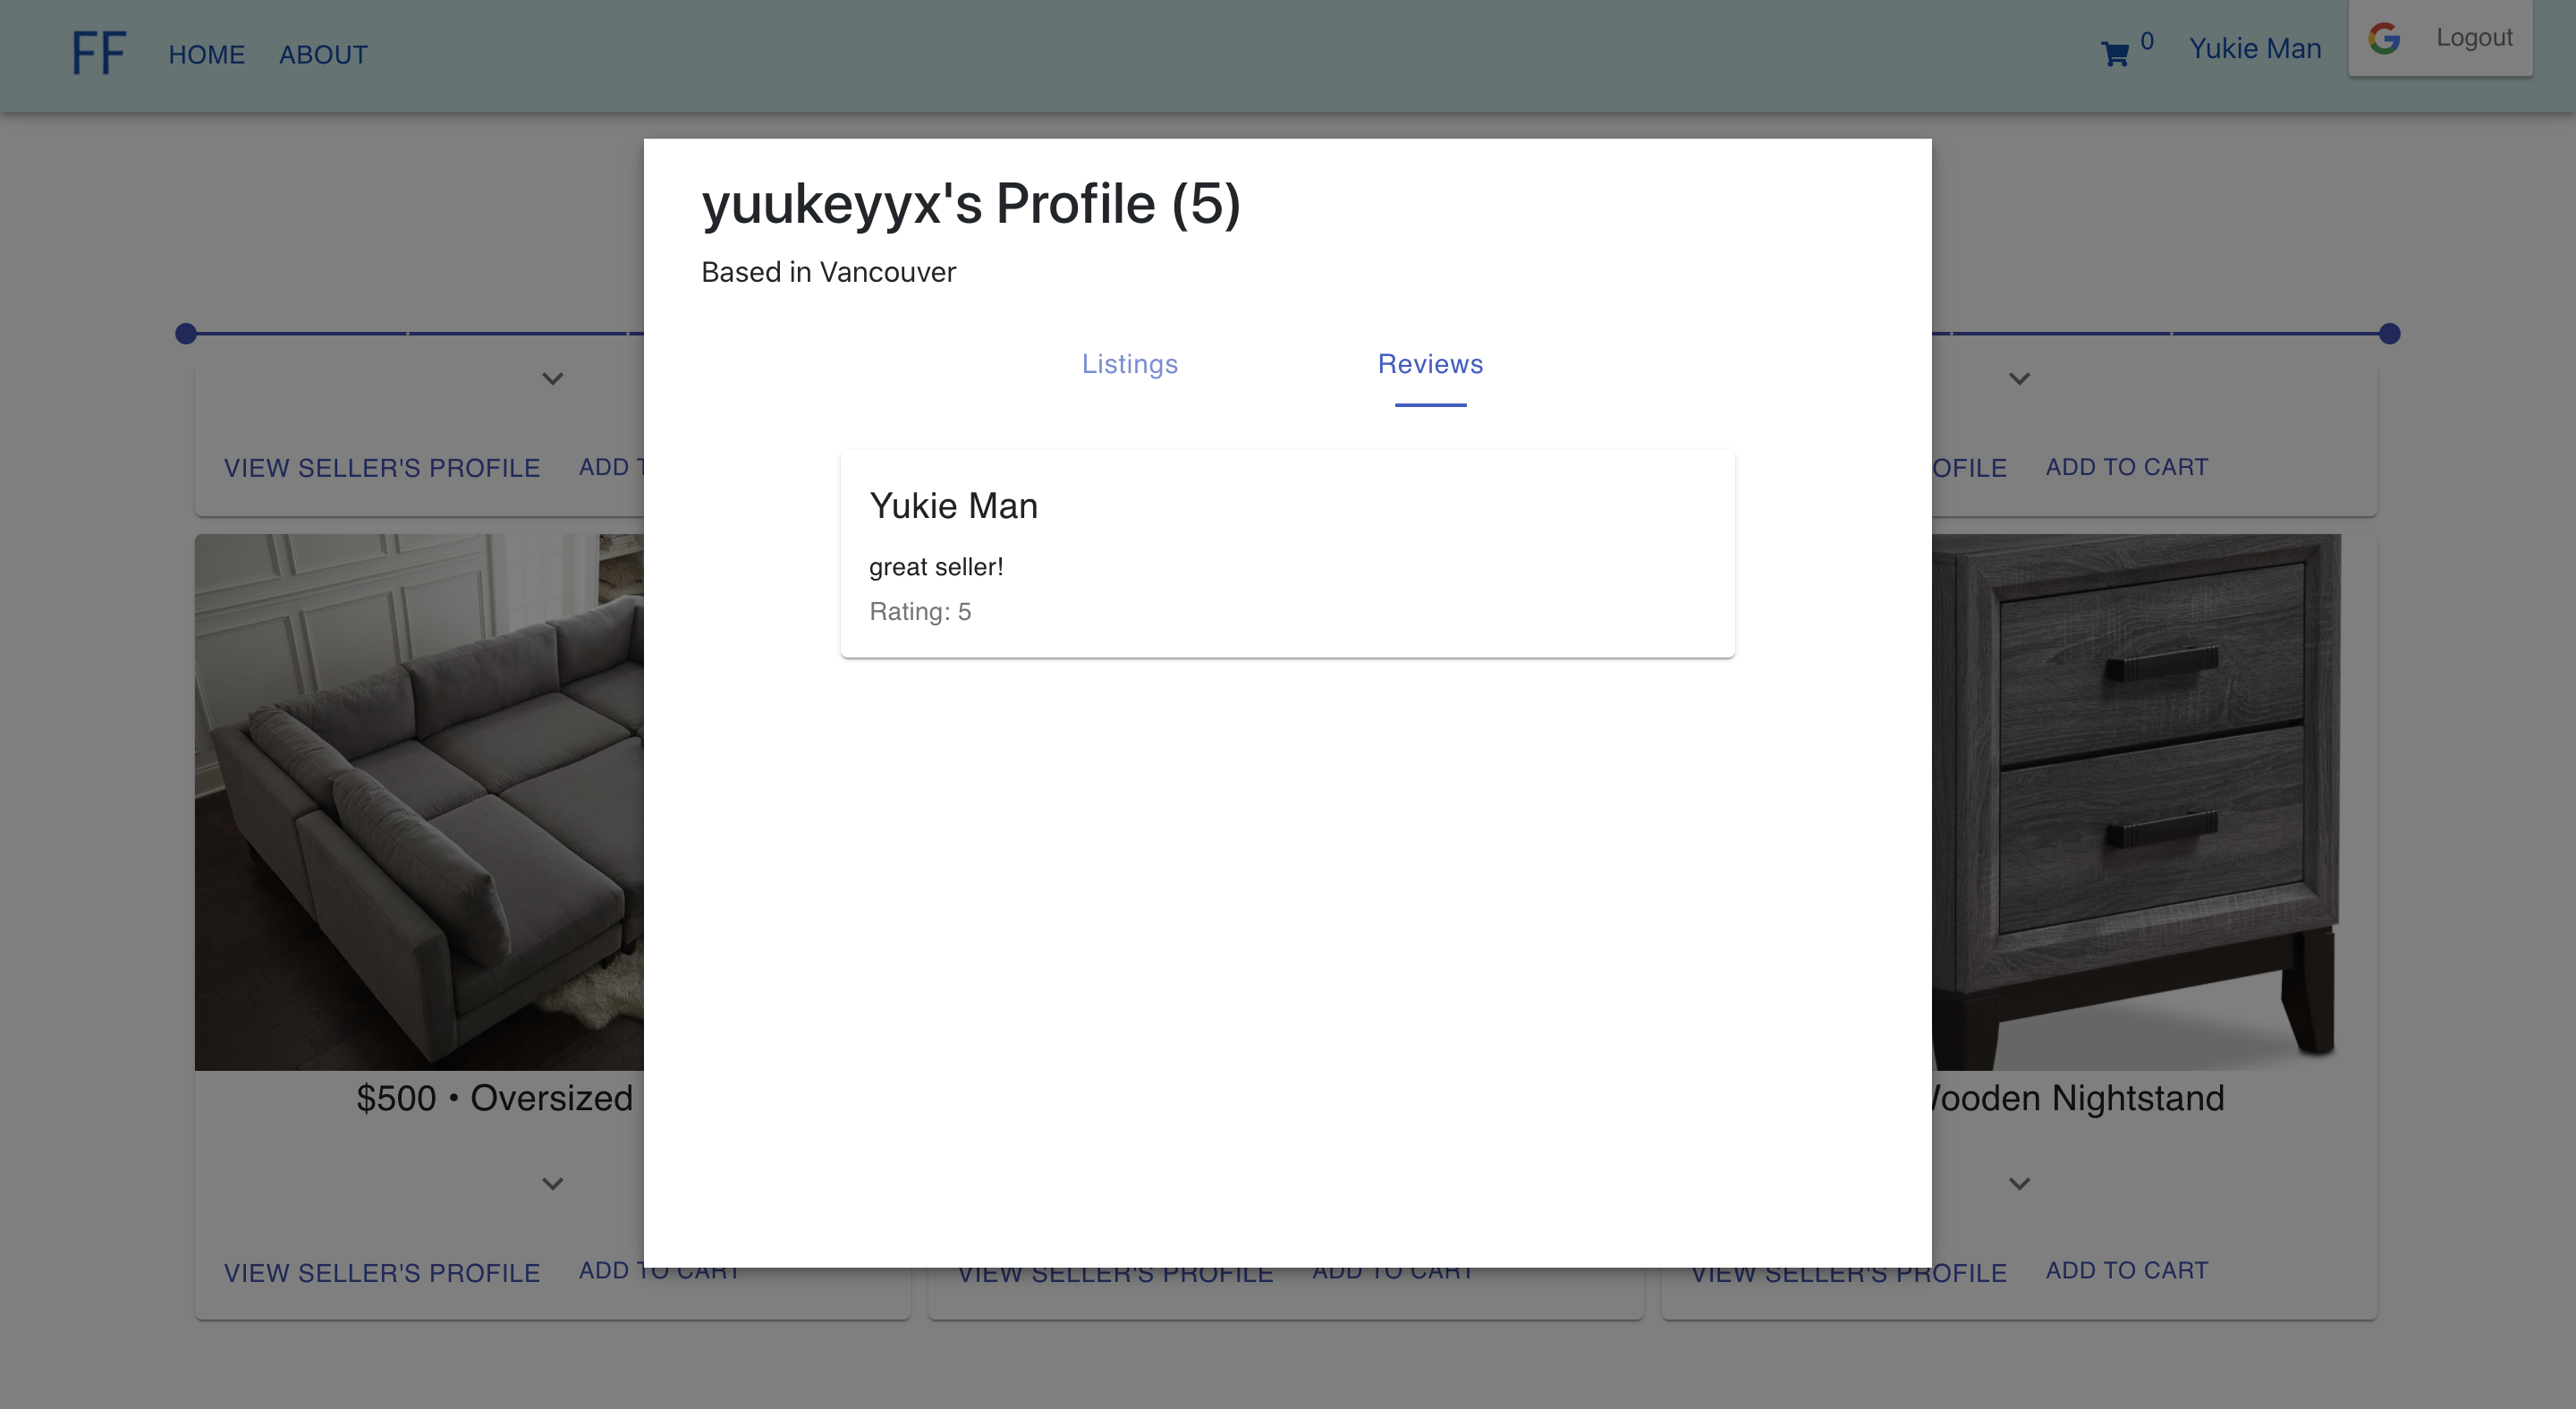 FF HOME ABOUT 0 Yukie Man Logout
yuukeyyx's Profile (5)
Based in Vancouver
Listings Reviews
VIEW SELLER'S PROFILE ADD ADD TO CART
Yukie Man
great seller!
Rating: 5
$500 • Oversized Nightstand
VIEW SELLER'S PROFILE ADD TO CART VIEW SELLER'S PROFILE ADD TO CART VIEW SELLER'S PROFILE ADD TO CART